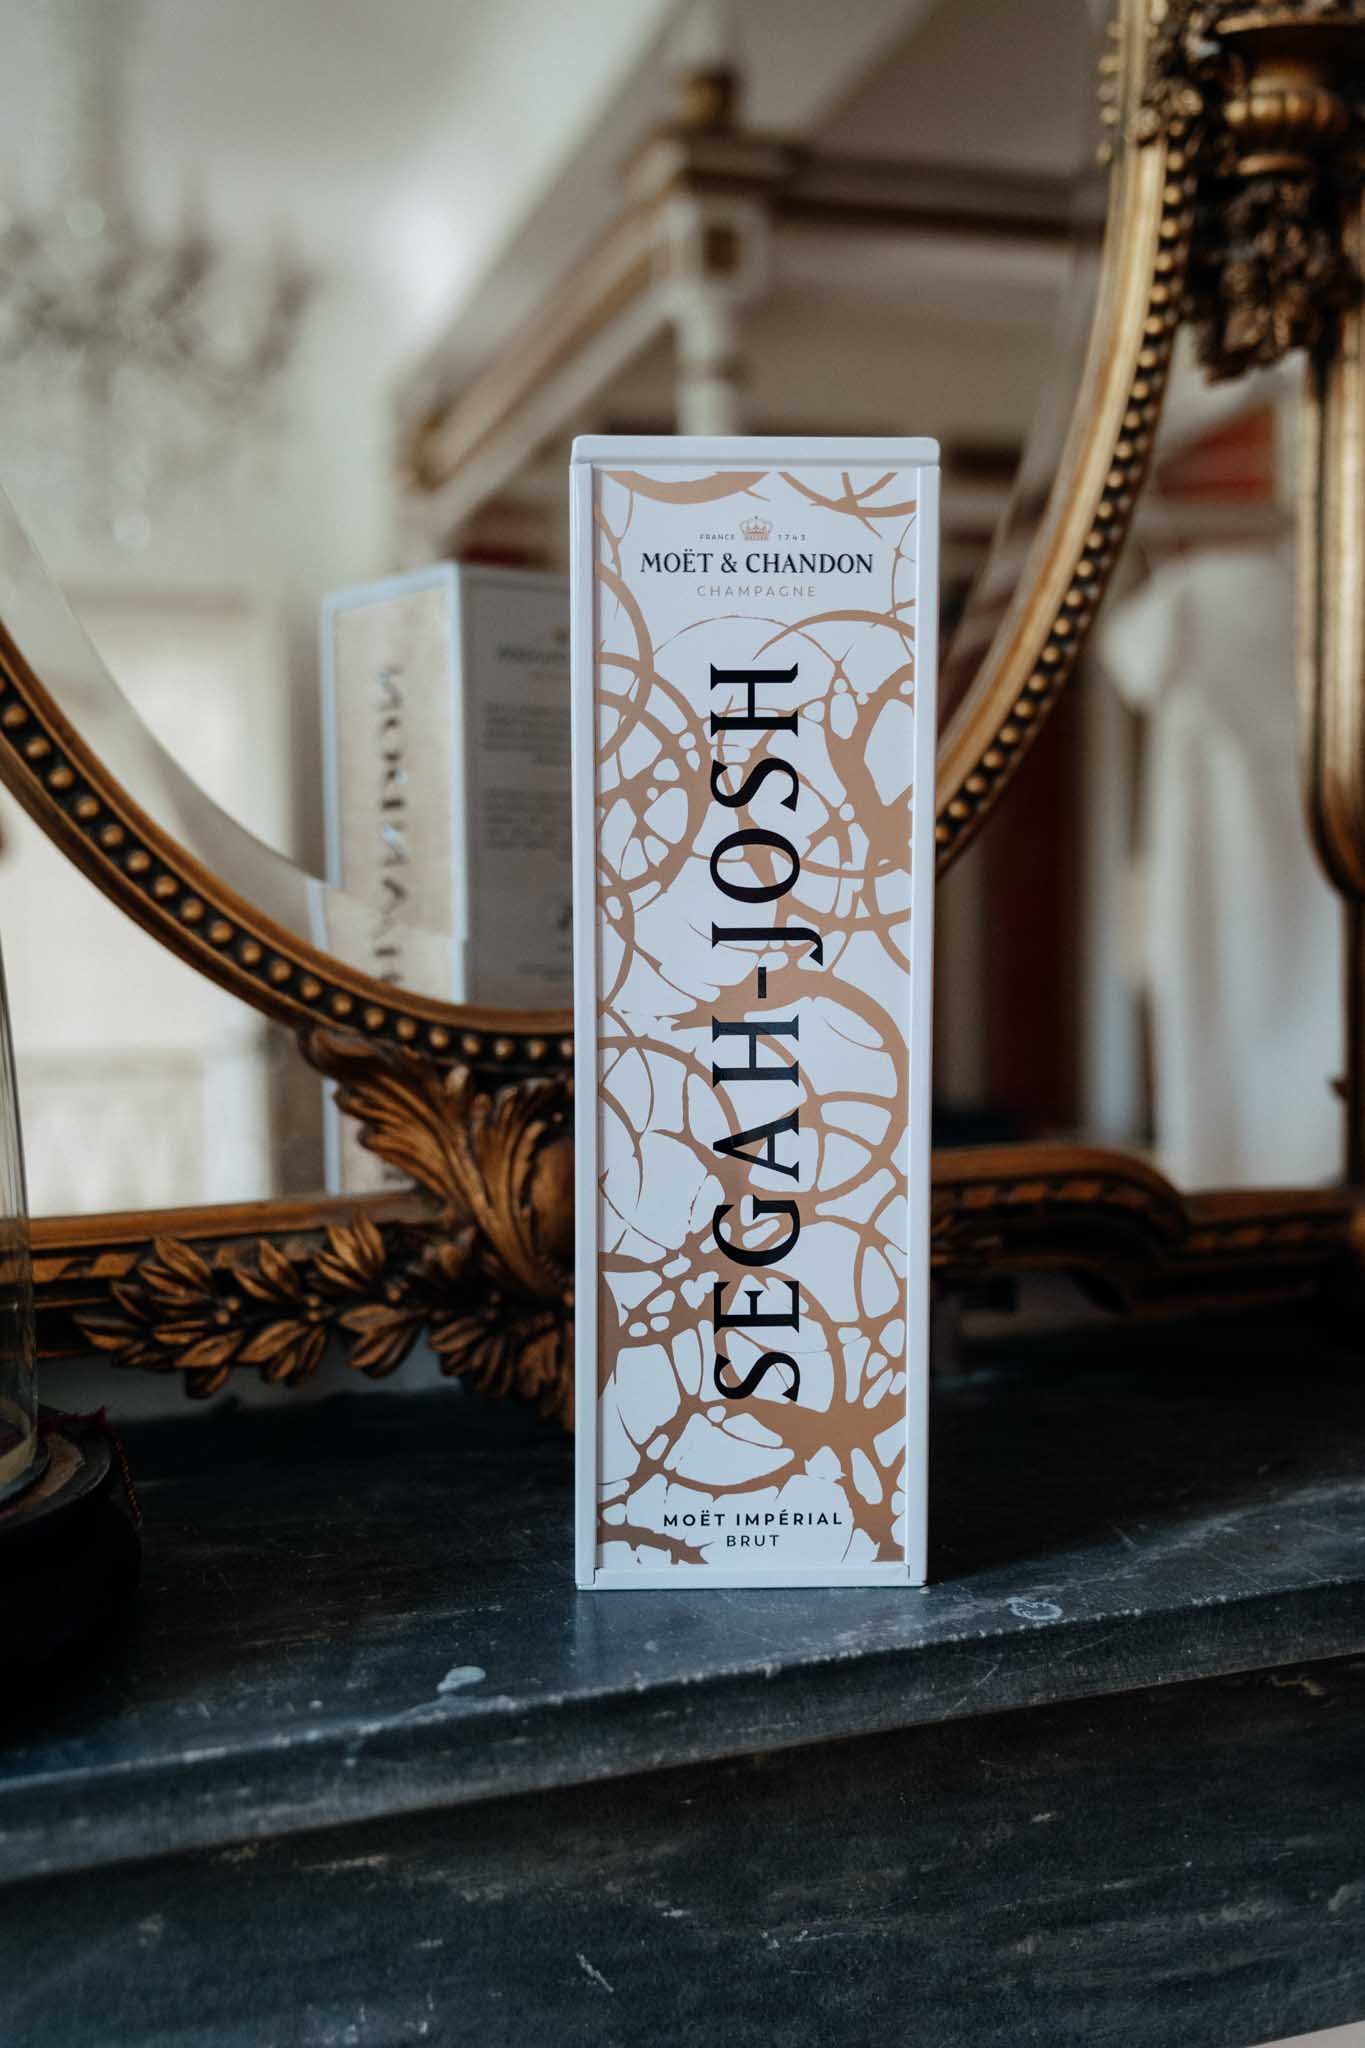 FRANCE 1743
MOËT & CHANDON
CHAMPAGNE
SEGAH-JOSH
MOËT IMPÉRIAL
BRUT